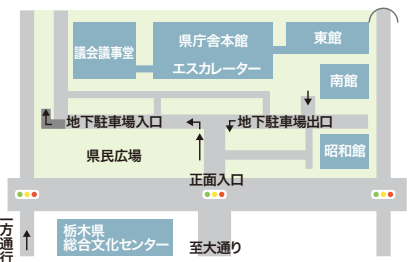 議会議事堂
県庁舎本館
エスカレーター
東館
南館
地下駐車場入口
地下駐車場出口
県民広場
昭和館
正面入口
一方通行
栃木県
総合文化センター
至大通り